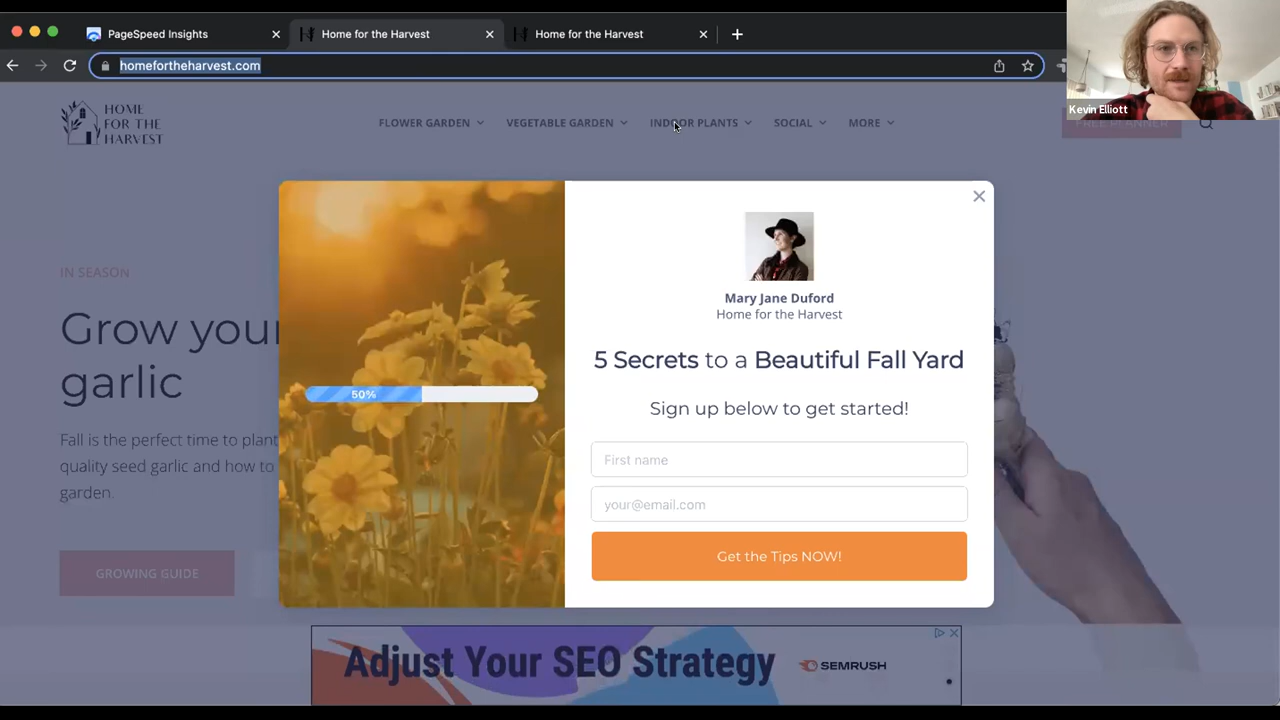 PageSpeed Insights
Home for the Harvest
Home for the Harvest
homefortheharvest.com
Kevin Elliott
HOME
FOR THE
HARVEST
FLOWER GARDEN
VEGETABLE GARDEN
INDOOR PLANTS
SOCIAL
MORE
FREE PLANNER
Mary Jane Duford
Home for the Harvest
5 Secrets to a Beautiful Fall Yard
Sign up below to get started!
First name
your@email.com
Get the Tips NOW!
50%
IN SEASON
Grow your
garlic
Fall is the perfect time to plant
quality seed garlic and how to
garden.
GROWING GUIDE
Adjust Your SEO Strategy
SEMRUSH